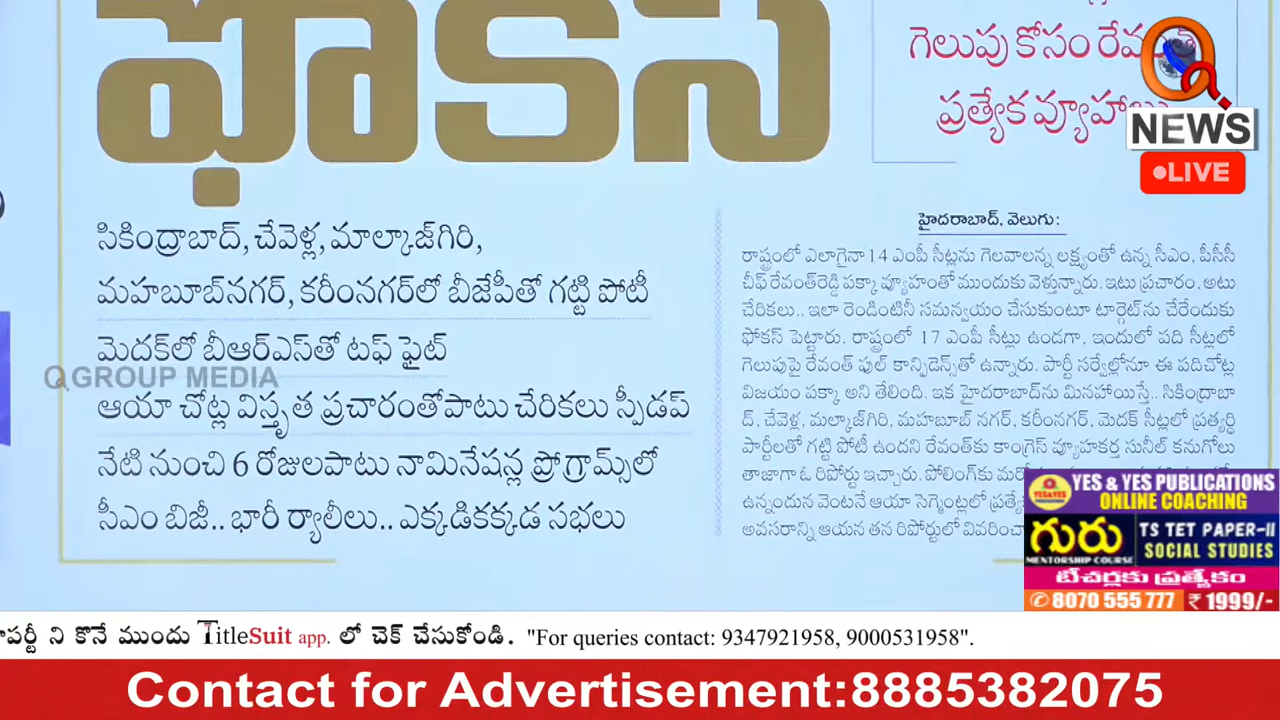 ఫోకస్
గెలుపు కోసం రేవంత్
ప్రత్యేక వ్యూహాలు
Q NEWS
LIVE
సికింద్రాబాద్, చేవెళ్ల, మాల్కాజ్‌గిరి,
మహబూబ్‌నగర్, కరీంనగర్‌లో బీజేపీతో గట్టి పోటీ
మెదక్‌లో బీఆర్ఎస్‌తో టఫ్ ఫైట్
Q GROUP MEDIA
ఆయా చోట్ల విస్తృత ప్రచారంతోపాటు చేరికలు స్పీడప్
నేటి నుంచి 6 రోజులపాటు నామినేషన్ల ప్రోగ్రామ్స్‌లో
సీఎం బిజీ.. భారీ ర్యాలీలు.. ఎక్కడికక్కడ సభలు
హైదరాబాద్, వెలుగు:
రాష్ట్రంలో ఎలాగైనా 14 ఎంపీ సీట్లను గెలవాలన్న లక్ష్యంతో ఉన్న సీఎం, పీసీసీ
చీఫ్ రేవంత్‌రెడ్డి పక్కా వ్యూహంతో ముందుకు వెళ్తున్నారు. ఇటు ప్రచారం, అటు
చేరికలు.. ఇలా రెండింటినీ సమన్వయం చేసుకుంటూ టార్గెట్‌ను చేరేందుకు
ఫోకస్ పెట్టారు. రాష్ట్రంలో 17 ఎంపీ సీట్లు ఉండగా, ఇందులో పది సీట్లలో
గెలుపుపై రేవంత్ ఫుల్ కాన్ఫిడెన్స్‌తో ఉన్నారు. పార్టీ సర్వేల్లోనూ ఈ పదిచోట్ల
విజయం పక్కా అని తేలింది. ఇక హైదరాబాద్‌ను మినహాయిస్తే.. సికింద్రాబా
ద్, చేవెళ్ల, మల్కాజ్‌గిరి, మహబూబ్ నగర్, కరీంనగర్, మెదక్ సీట్లలో ప్రత్యర్థి
పార్టీలతో గట్టి పోటీ ఉందని రేవంత్‌కు కాంగ్రెస్ వ్యూహకర్త సునీల్ కనుగోలు
తాజాగా ఓ రిపోర్టు ఇచ్చారు. పోలింగ్‌కు
ఉన్నందున వెంటనే ఆయా సెగ్మెంట్లలో
అవసరాన్ని ఆయన తన రిపోర్టులో
YES & YES PUBLICATIONS
ONLINE COACHING
గురు
MENTORSHIP COURSE
TS TET PAPER-II
SOCIAL STUDIES
టీచర్లకు ప్రత్యేకం
8070 555 777 ₹ 1999/-
ాపర్టీ ని కొనే ముందు TitleSuit app. లో చెక్ చేసుకోండి. "For queries contact: 9347921958, 9000531958".
Contact for Advertisement:8885382075